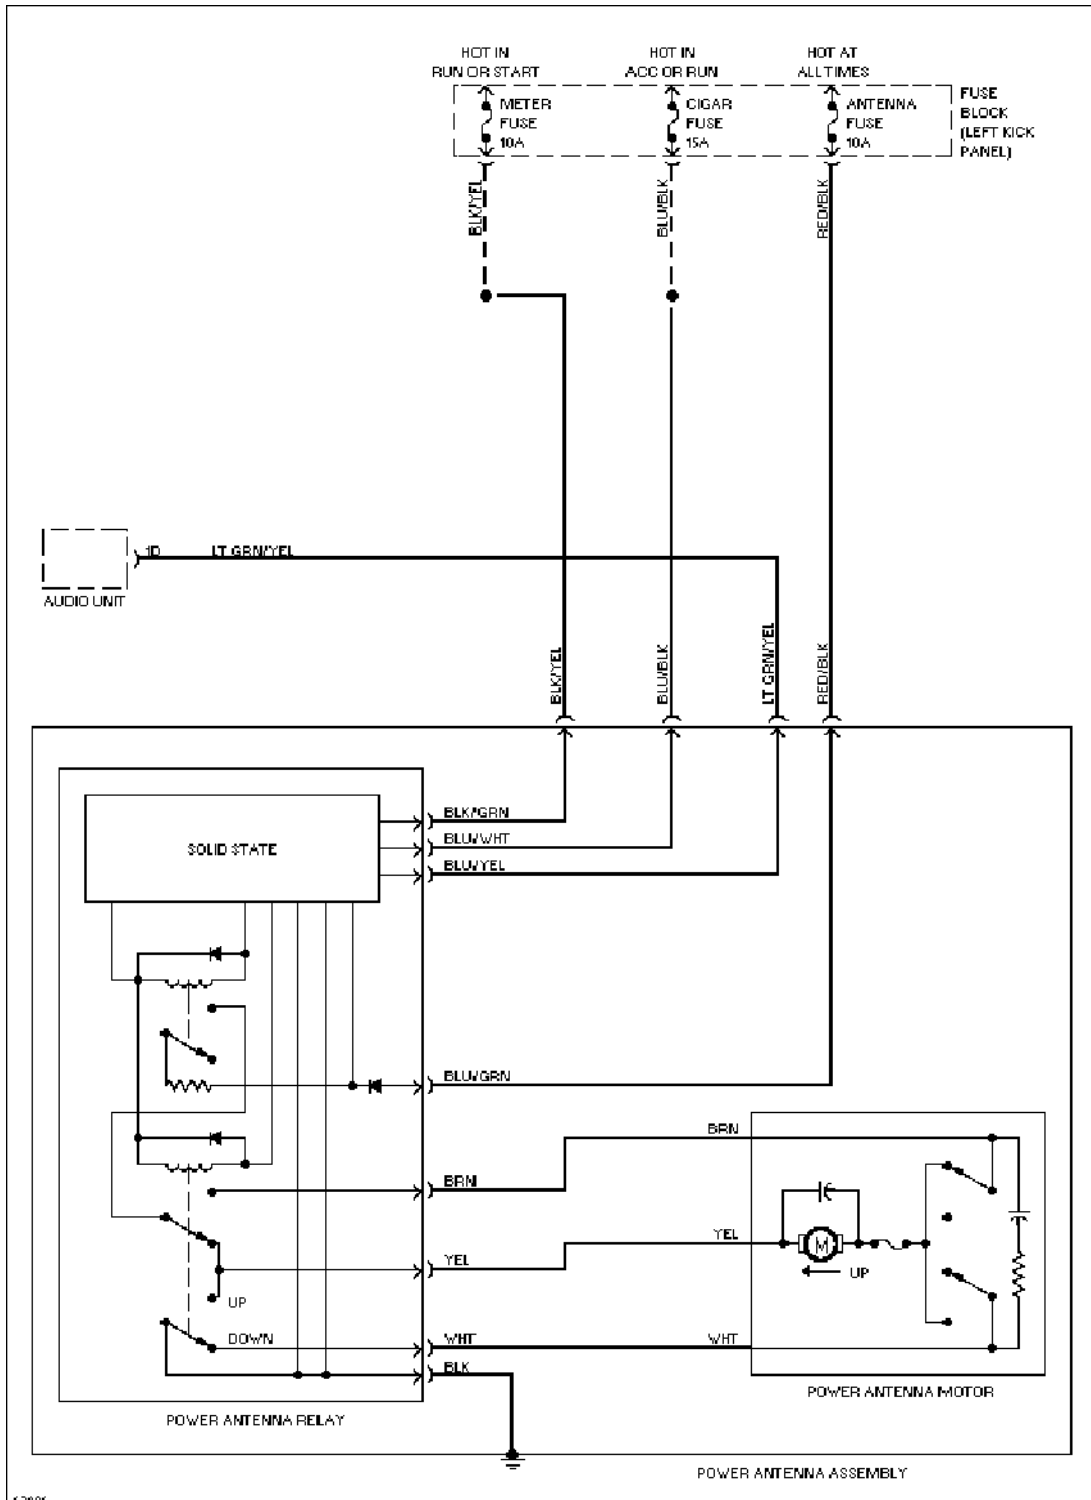 HOT IN
RUN OR START
HOT IN
ACC OR RUN
HOT AT
ALL TIMES
METER
FUSE
10A
CIGAR
FUSE
15A
ANTENNA
FUSE
10A
FUSE
BLOCK
(LEFT KICK
PANEL)
BLK/YEL
BLU/BLK
RED/BLK
1D
LT GRN/YEL
AUDIO UNIT
BLK/YEL
BLU/BLK
LT GRN/YEL
RED/BLK
SOLID STATE
BLK/GRN
BLU/WHT
BLU/YEL
BLU/GRN
BRN
BRN
YEL
YEL
M
UP
UP
DOWN
WHT
WHT
BLK
POWER ANTENNA RELAY
POWER ANTENNA MOTOR
POWER ANTENNA ASSEMBLY